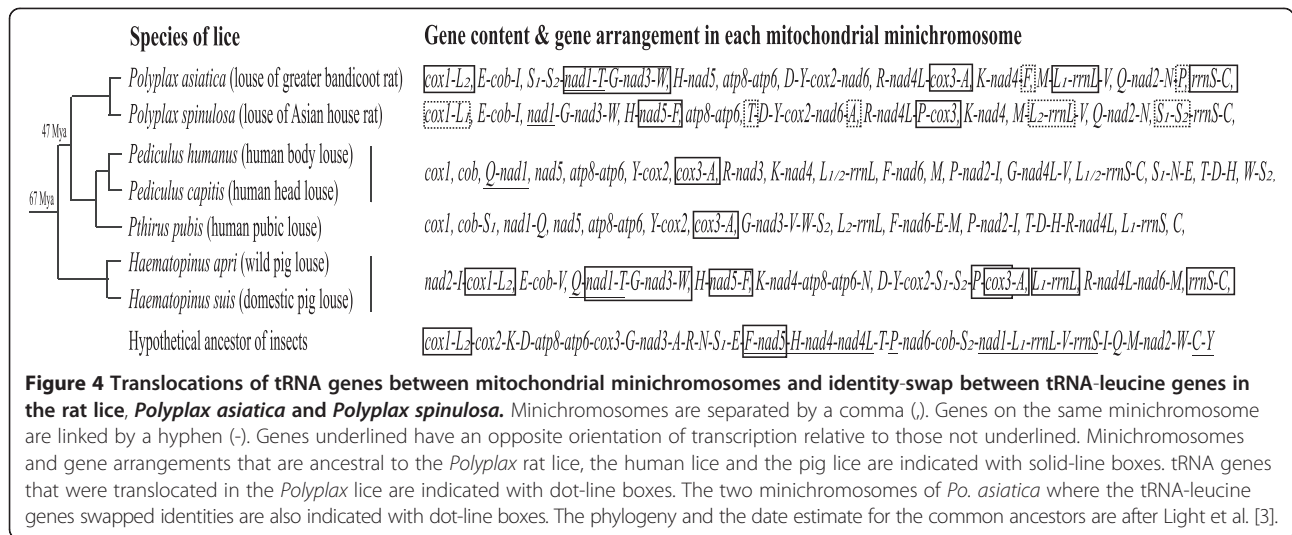 Species of lice Gene content & gene arrangement in each mitochondrial minichromosome
Polyplax asiatica (louse of greater bandicoot rat) cox1-L2, E-cob-I, S1-S2-nad1-T-G-nad3-W, H-nad5, atp8-atp6, D-Y-cox2-nad6, R-nad4L-cox3-A, K-nad4-F, M-L1-rrnL-V, Q-nad2-N-P, rrnS-C,
47 Mya
Polyplax spinulosa (louse of Asian house rat) cox1-L1, E-cob-I, nad1-G-nad3-W, H-nad5-F, atp8-atp6, T-D-Y-cox2-nad6-A, R-nad4L-P-cox3, K-nad4, M-L2-rrnL-V, Q-nad2-N, S1-S2-rrnS-C,
Pediculus humanus (human body louse)
cox1, cob, Q-nad1, nad5, atp8-atp6, Y-cox2, cox3-A, R-nad3, K-nad4, L1/2-rrnL, F-nad6, M, P-nad2-I, G-nad4L-V, L1/2-rrnS-C, S1-N-E, T-D-H, W-S2,
Pediculus capitis (human head louse)
67 Mya
Pthirus pubis (human pubic louse) cox1, cob-S1, nad1-Q, nad5, atp8-atp6, Y-cox2, cox3-A, G-nad3-V-W-S2, L2-rrnL, F-nad6-E-M, P-nad2-I, T-D-H-R-nad4L, L1-rrnS, C,
Haematopinus apri (wild pig louse)
nad2-I-cox1-L2, E-cob-V, Q-nad1-T-G-nad3-W, H-nad5-F, K-nad4-atp8-atp6-N, D-Y-cox2-S1-S2-P-cox3-A, L1-rrnL, R-nad4L-nad6-M, rrnS-C,
Haematopinus suis (domestic pig louse)
Hypothetical ancestor of insects cox1-L2-cox2-K-D-atp8-atp6-cox3-G-nad3-A-R-N-S1-E-F-nad5-H-nad4-nad4L-T-P-nad6-cob-S2-nad1-L1-rrnL-V-rrnS-I-Q-M-nad2-W-C-Y
Figure 4 Translocations of tRNA genes between mitochondrial minichromosomes and identity-swap between tRNA-leucine genes in
the rat lice, Polyplax asiatica and Polyplax spinulosa. Minichromosomes are separated by a comma (,). Genes on the same minichromosome
are linked by a hyphen (-). Genes underlined have an opposite orientation of transcription relative to those not underlined. Minichromosomes
and gene arrangements that are ancestral to the Polyplax rat lice, the human lice and the pig lice are indicated with solid-line boxes. tRNA genes
that were translocated in the Polyplax lice are indicated with dot-line boxes. The two minichromosomes of Po. asiatica where the tRNA-leucine
genes swapped identities are also indicated with dot-line boxes. The phylogeny and the date estimate for the common ancestors are after Light et al. [3].